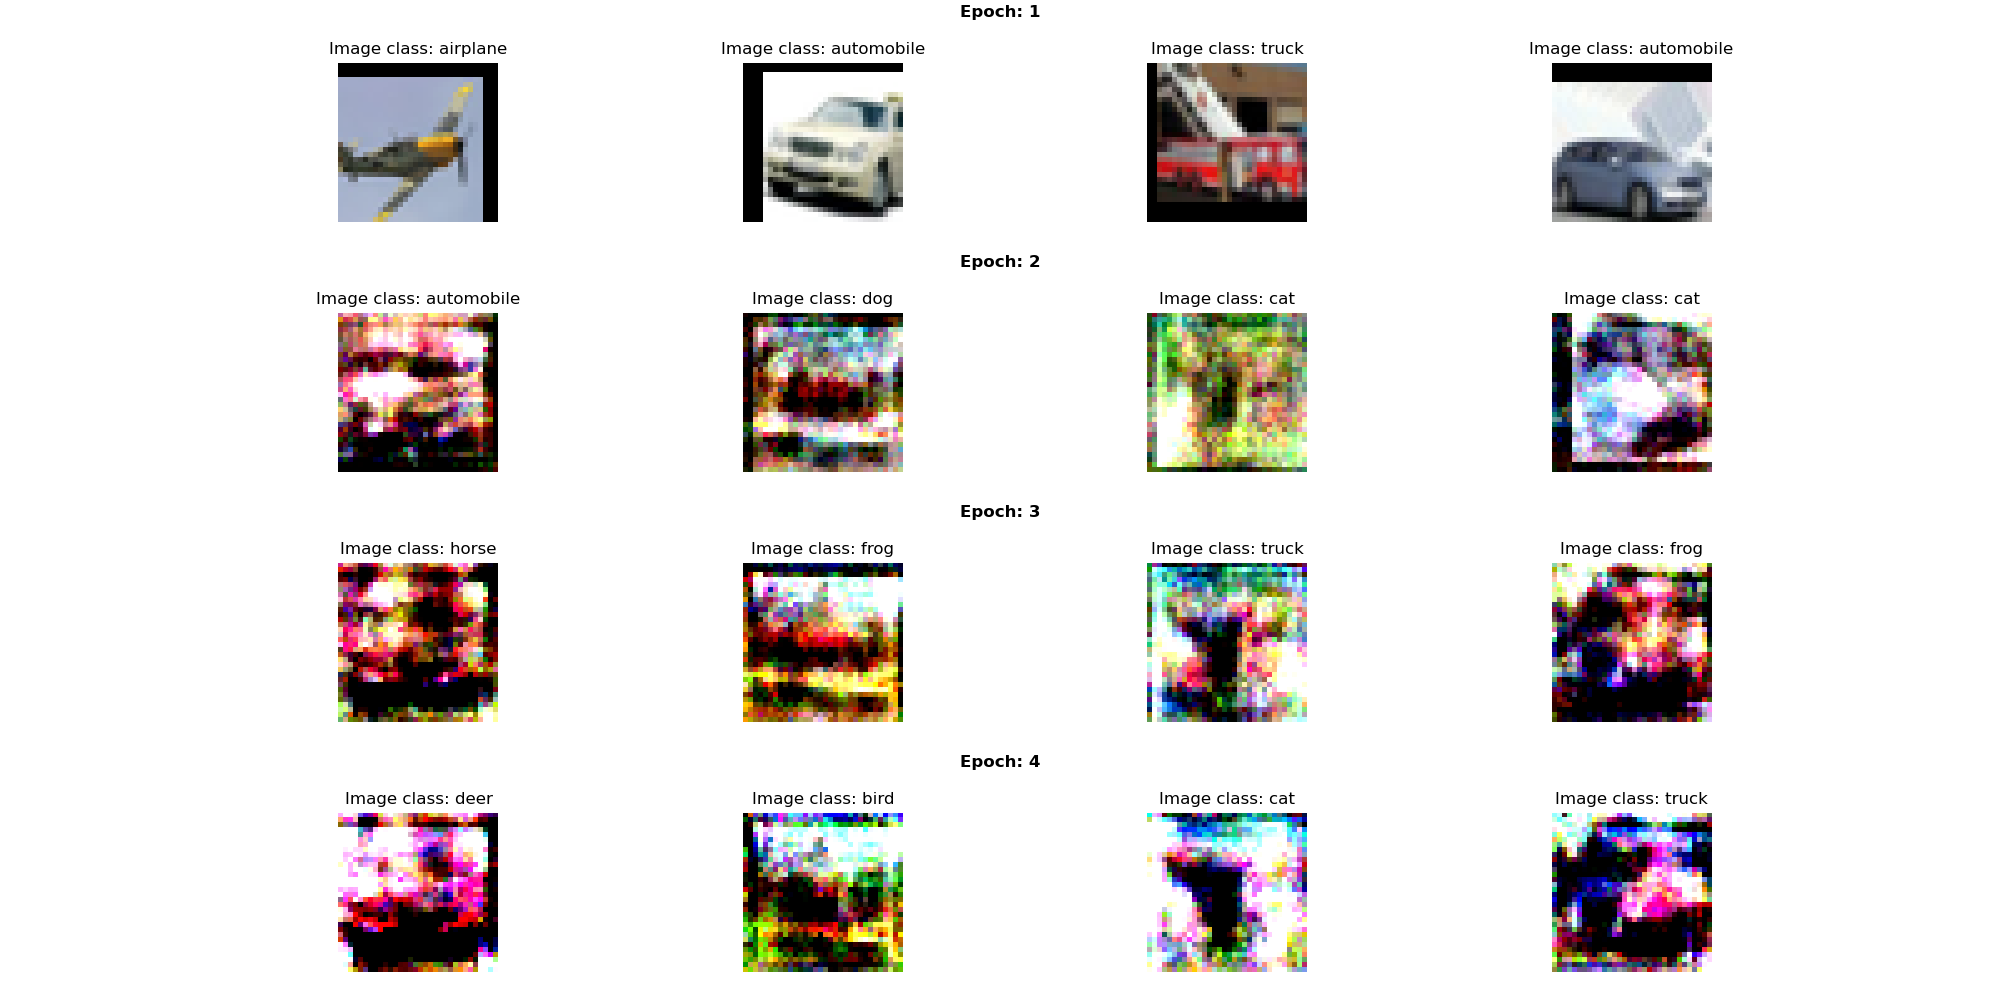 Epoch: 1
Image class: airplane
Image class: automobile
Image class: truck
Image class: automobile
Epoch: 2
Image class: automobile
Image class: dog
Image class: cat
Image class: cat
Epoch: 3
Image class: horse
Image class: frog
Image class: truck
Image class: frog
Epoch: 4
Image class: deer
Image class: bird
Image class: cat
Image class: truck